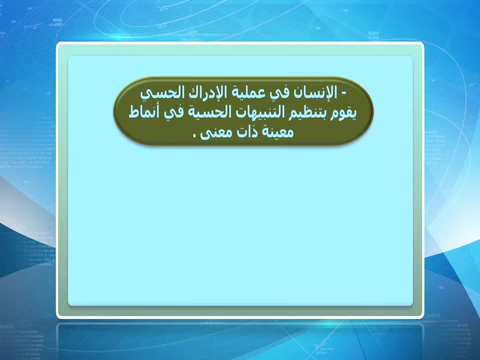 - الإنسان في عملية الإدراك الحسي
يقوم بتنظيم التنبيهات الحسية في أنماط
معينة ذات معنى .